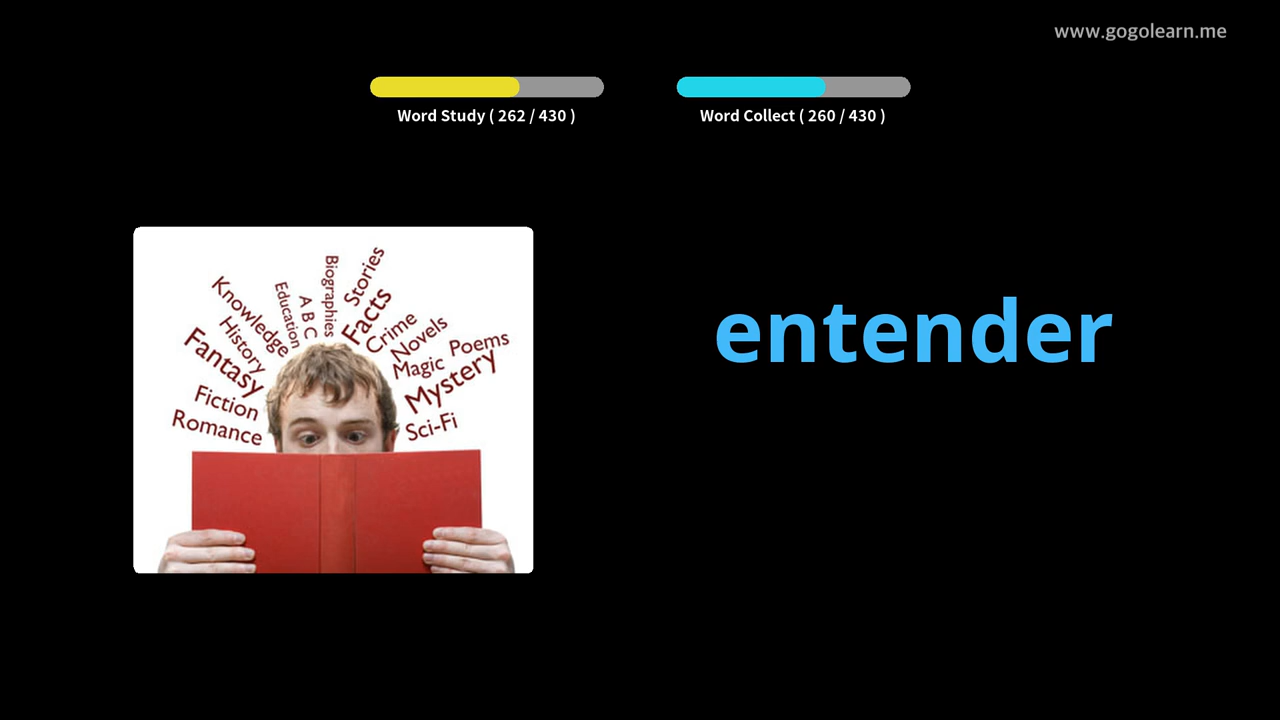 www.gogolearn.me
Word Study ( 262 / 430 )
Word Collect ( 260 / 430 )
entender
Knowledge
History
Fantasy
Fiction
Romance
Education
A B C
Biographies
Stories
Facts
Crime
Novels
Magic
Poems
Mystery
Sci-Fi